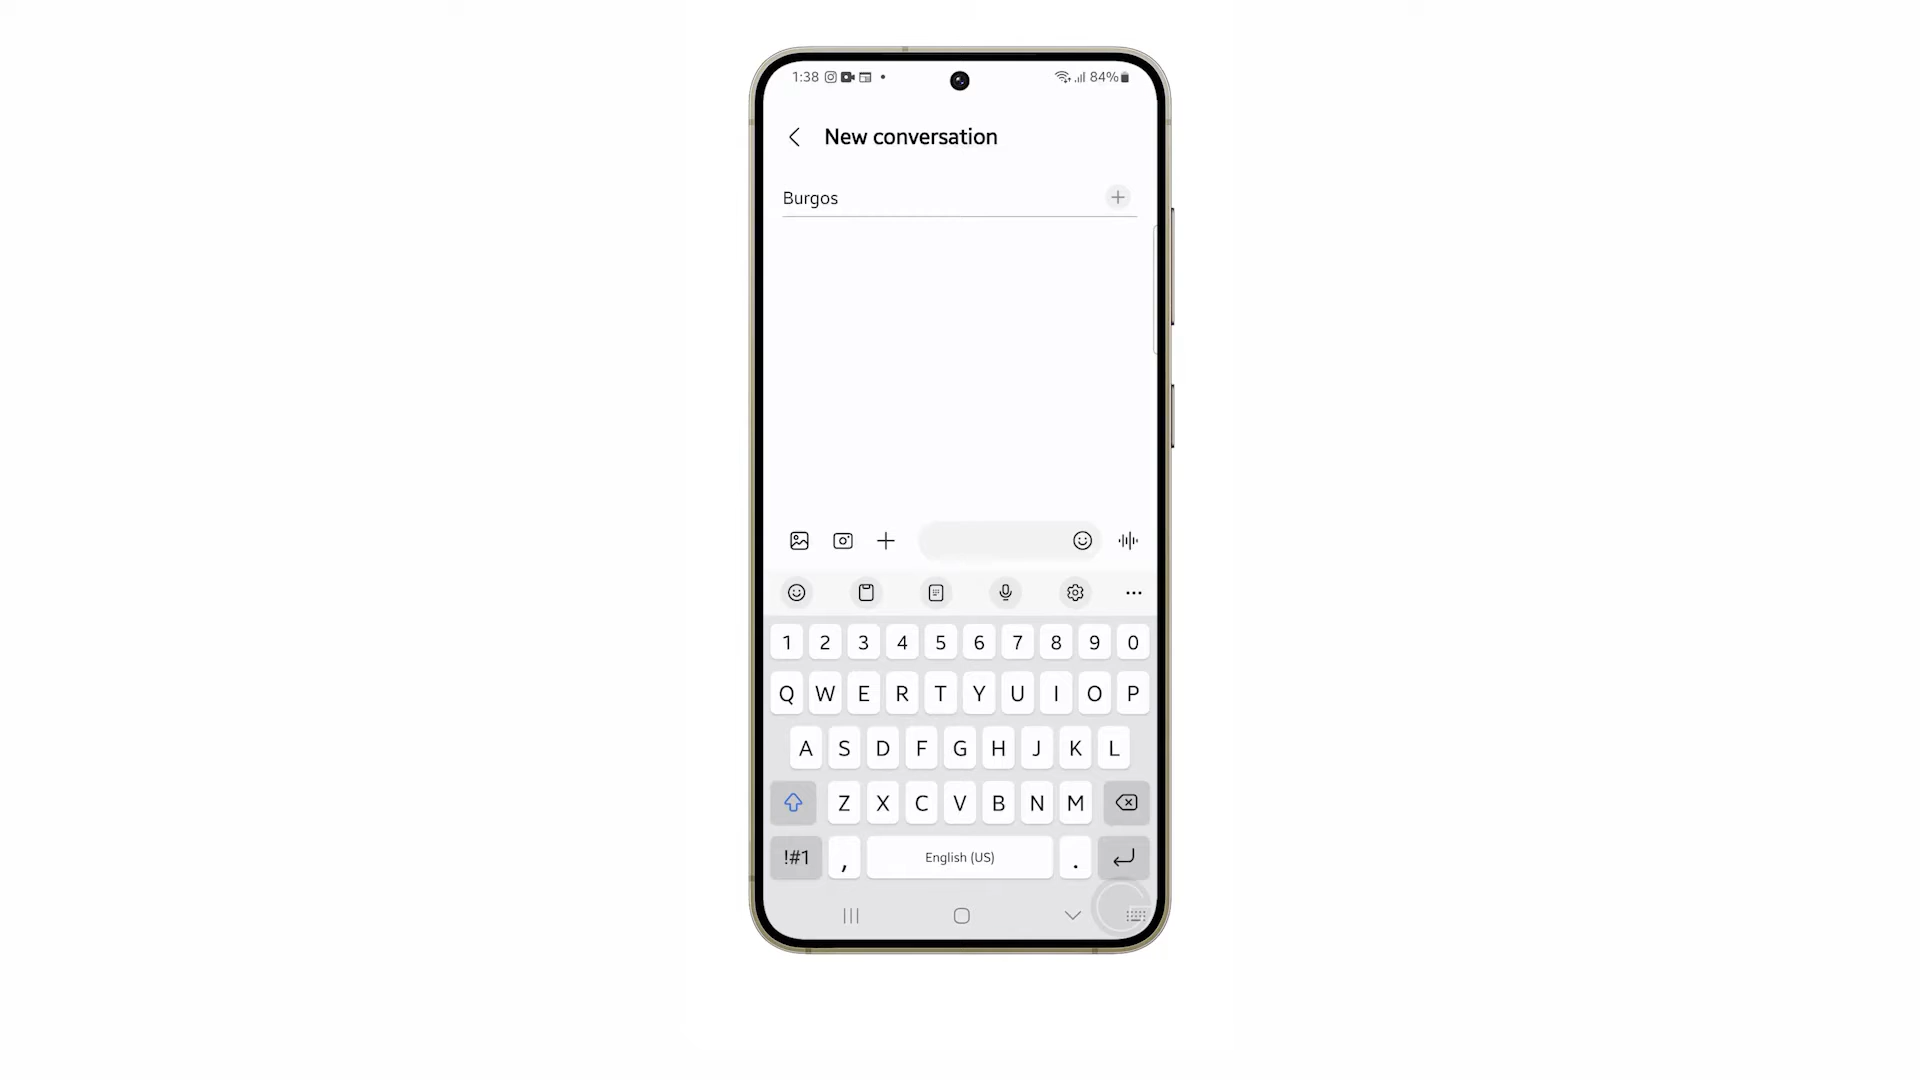 1:38 84%
New conversation
Burgos
1 2 3 4 5 6 7 8 9 0
Q W E R T Y U I O P
A S D F G H J K L
Z X C V B N M
!#1 , English (US) .